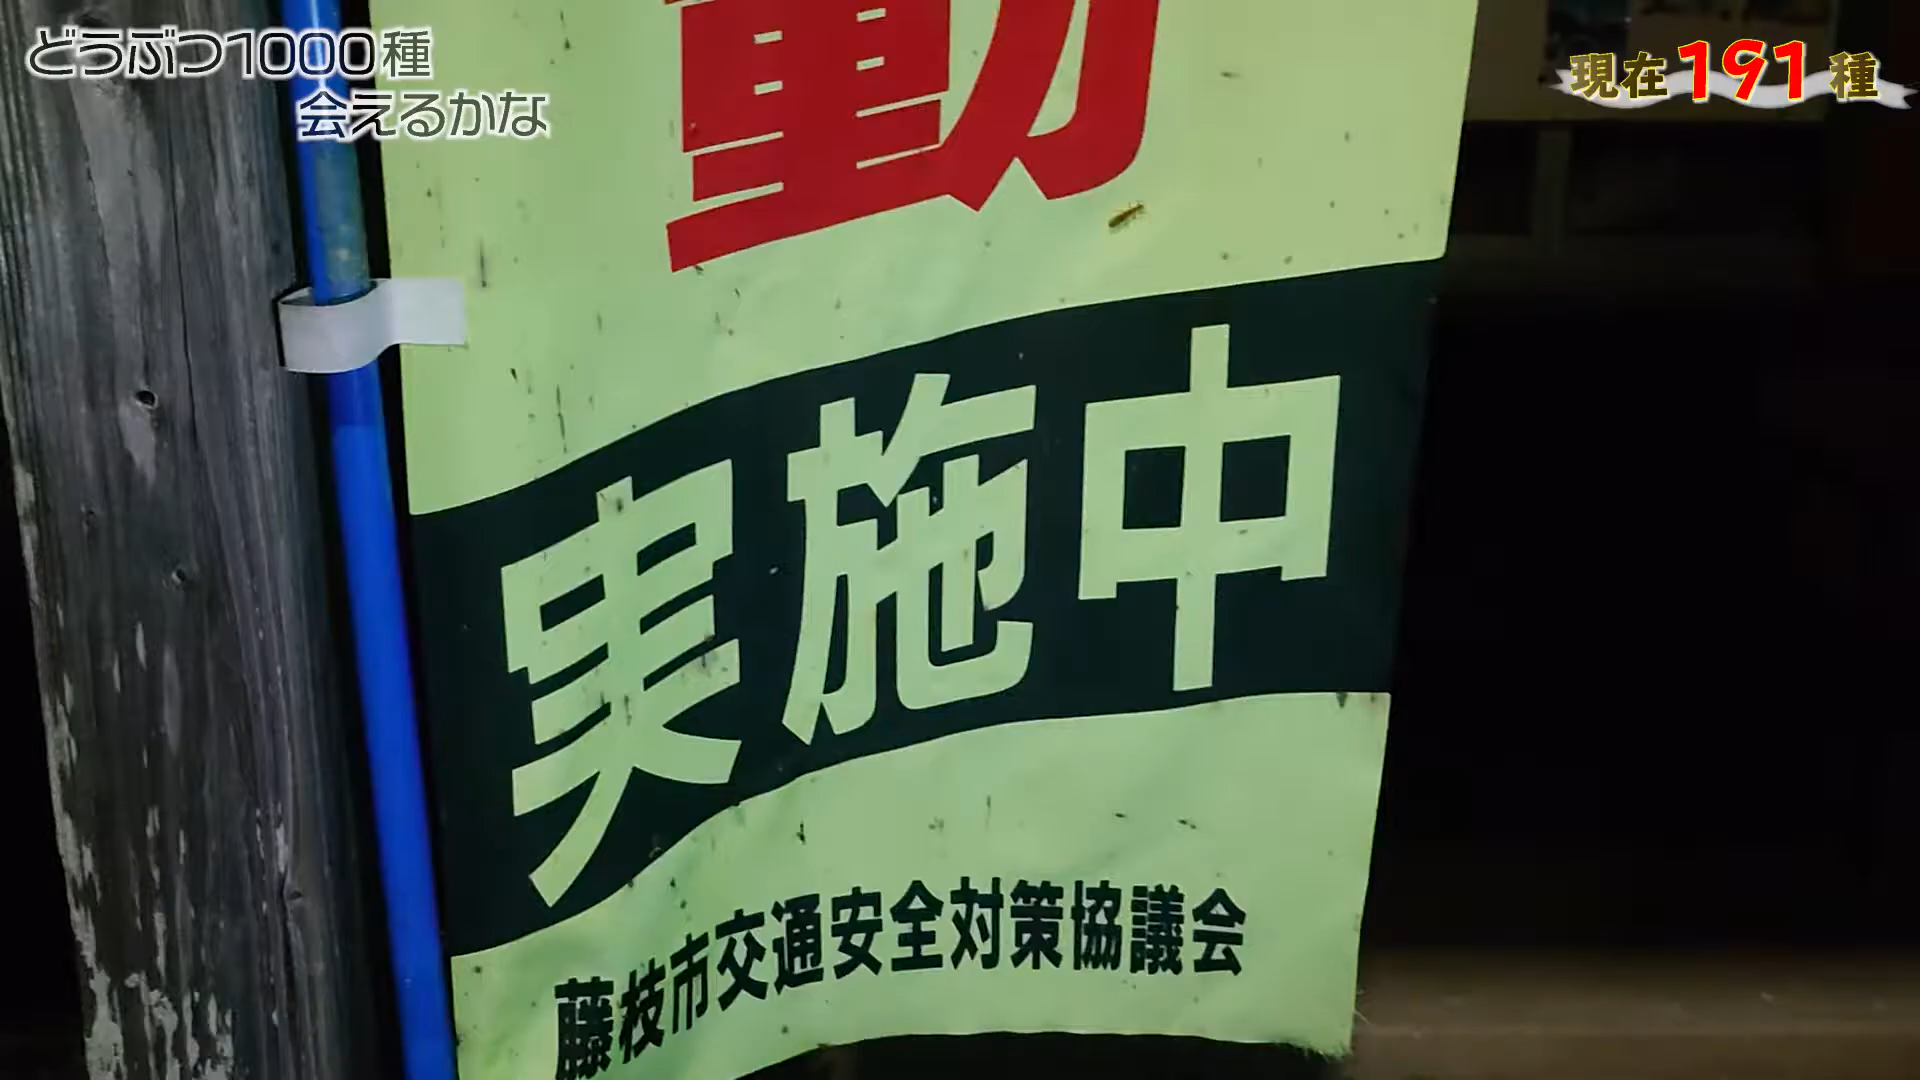 どうぶつ1000種
会えるかな
現在191種
動
実施中
藤枝市交通安全対策協議会